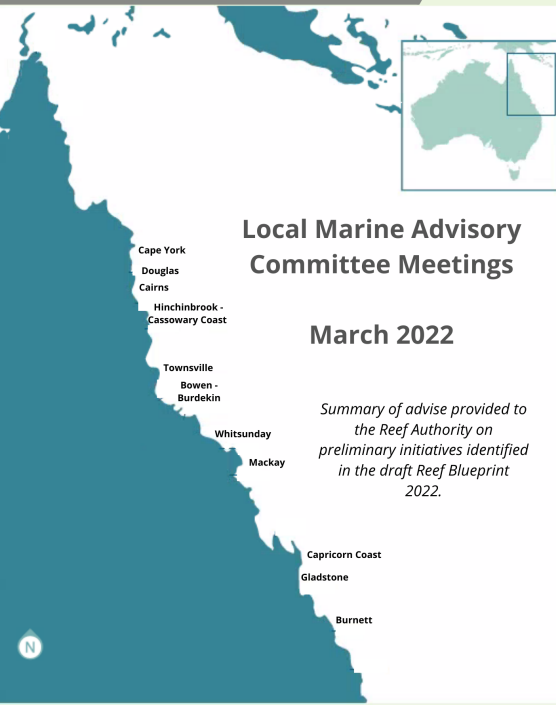 Local Marine Advisory
Committee Meetings
March 2022
Cape York
Douglas
Cairns
Hinchinbrook -
Cassowary Coast
Townsville
Bowen -
Burdekin
Whitsunday
Mackay
Summary of advise provided to
the Reef Authority on
preliminary initiatives identified
in the draft Reef Blueprint
2022.
Capricorn Coast
Gladstone
Burnett
N